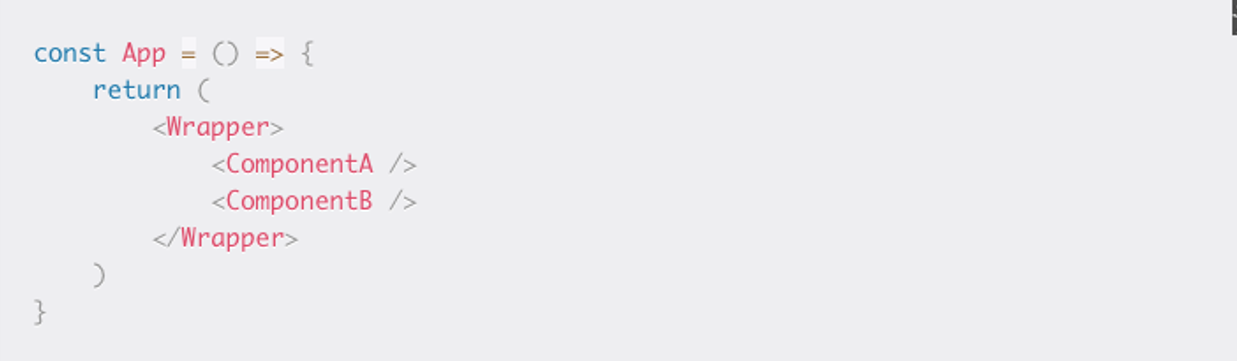 const App = () => {
    return (
        <Wrapper>
            <ComponentA />
            <ComponentB />
        </Wrapper>
    )
}